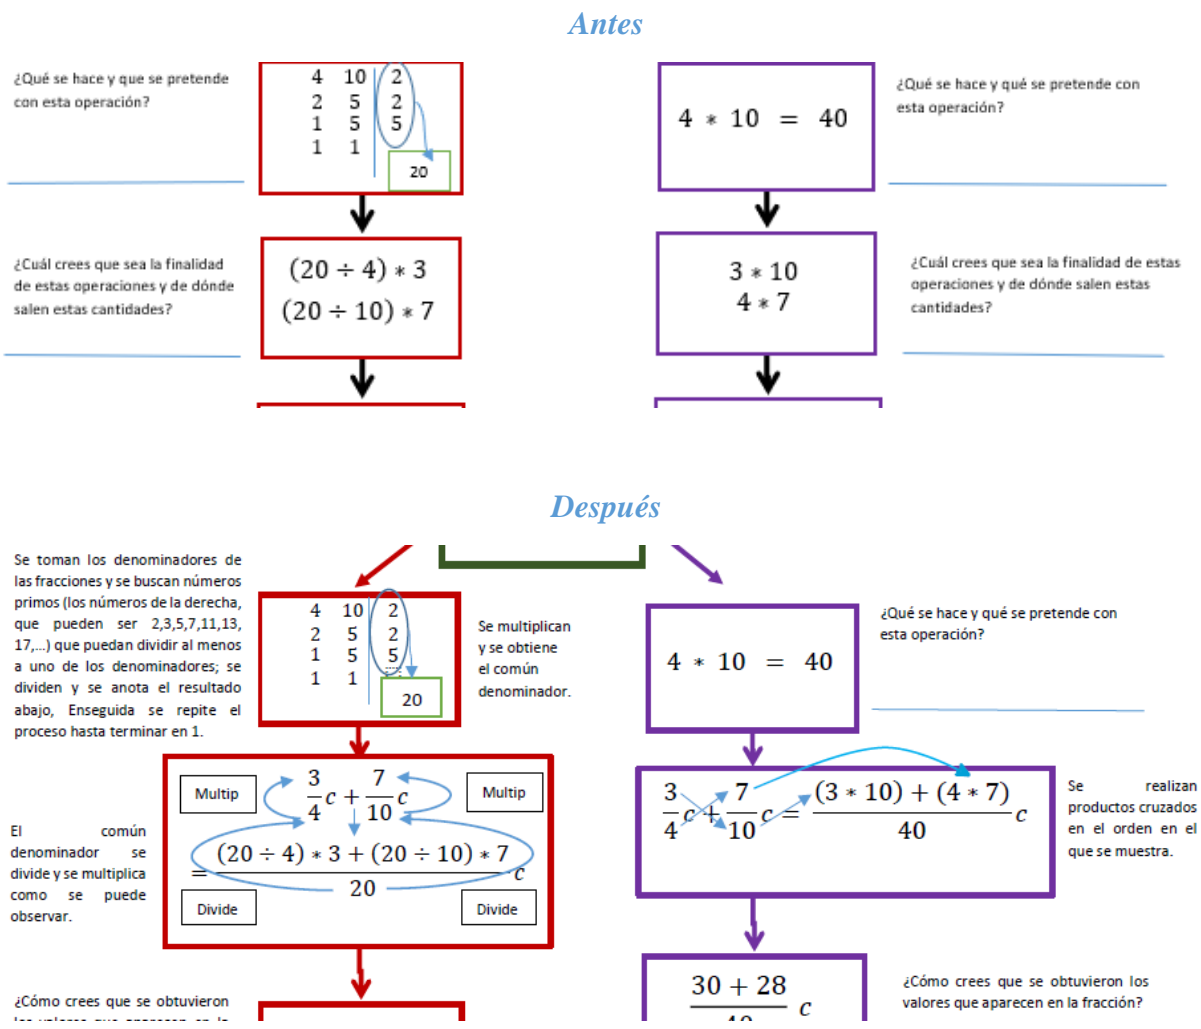 Antes
¿Qué se hace y que se pretende
con esta operación?
4 10 2
2 5 2
1 5 5
1 1
20
4 * 10 = 40
¿Qué se hace y qué se pretende con
esta operación?
¿Cuál crees que sea la finalidad
de estas operaciones y de dónde
salen estas cantidades?
(20 ÷ 4) * 3
(20 ÷ 10) * 7
3 * 10
4 * 7
¿Cuál crees que sea la finalidad de estas
operaciones y de dónde salen estas
cantidades?
Después
Se toman los denominadores de
las fracciones y se buscan números
primos (los números de la derecha,
que pueden ser 2,3,5,7,11,13,
17,...) que puedan dividir al menos
a uno de los denominadores; se
dividen y se anota el resultado
abajo, Enseguida se repite el
proceso hasta terminar en 1.
4 10 2
2 5 2
1 5 5
1 1
20
Se multiplican
y se obtiene
el común
denominador.
4 * 10 = 40
¿Qué se hace y qué se pretende con
esta operación?
El común
denominador se
divide y se multiplica
como se puede
observar.
Multip
3/4 c + 7/10 c
Multip
= (20 ÷ 4) * 3 + (20 ÷ 10) * 7 / 20 c
Divide
Divide
3/4 c + 7/10 c = (3 * 10) + (4 * 7) / 40 c
Se realizan
productos cruzados
en el orden en el
que se muestra.
¿Cómo crees que se obtuvieron
30 + 28
c
¿Cómo crees que se obtuvieron los
valores que aparecen en la fracción?